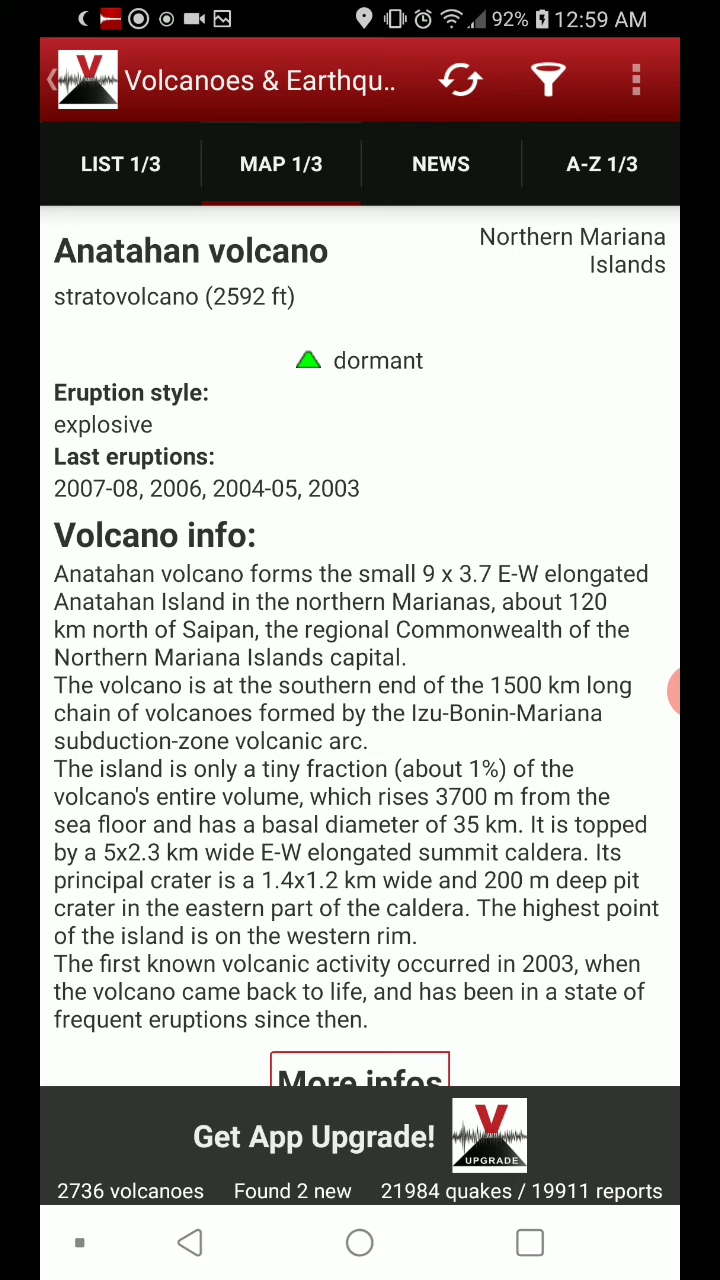 92% 12:59 AM
Volcanoes & Earthqu..
LIST 1/3 MAP 1/3 NEWS A-Z 1/3
Anatahan volcano
Northern Mariana
Islands
stratovolcano (2592 ft)
dormant
Eruption style:
explosive
Last eruptions:
2007-08, 2006, 2004-05, 2003
Volcano info:
Anatahan volcano forms the small 9 x 3.7 E-W elongated
Anatahan Island in the northern Marianas, about 120
km north of Saipan, the regional Commonwealth of the
Northern Mariana Islands capital.
The volcano is at the southern end of the 1500 km long
chain of volcanoes formed by the Izu-Bonin-Mariana
subduction-zone volcanic arc.
The island is only a tiny fraction (about 1%) of the
volcano's entire volume, which rises 3700 m from the
sea floor and has a basal diameter of 35 km. It is topped
by a 5x2.3 km wide E-W elongated summit caldera. Its
principal crater is a 1.4x1.2 km wide and 200 m deep pit
crater in the eastern part of the caldera. The highest point
of the island is on the western rim.
The first known volcanic activity occurred in 2003, when
the volcano came back to life, and has been in a state of
frequent eruptions since then.
More infos
Get App Upgrade!
V
UPGRADE
2736 volcanoes Found 2 new 21984 quakes / 19911 reports